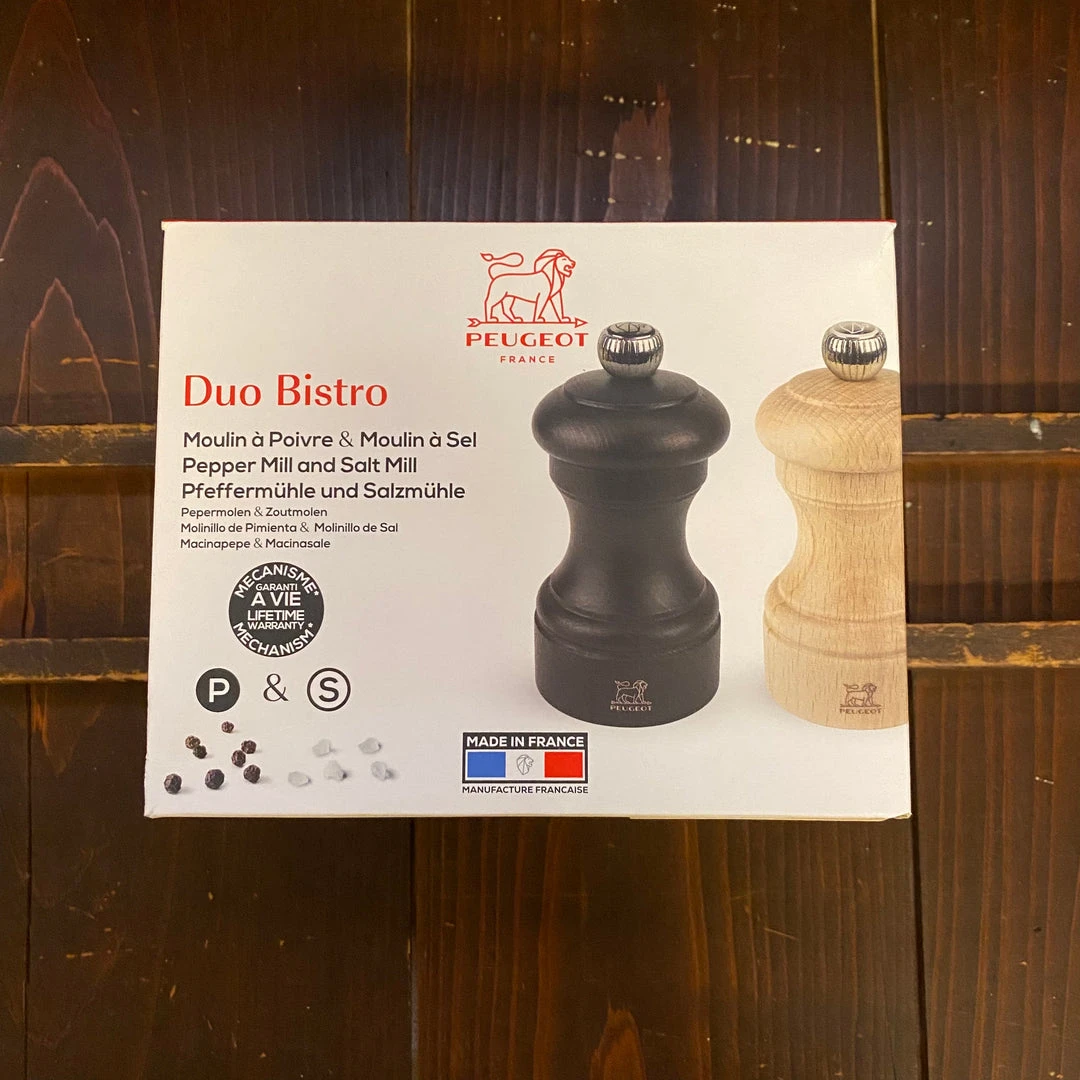 PEUGEOT
FRANCE
Duo Bistro
Moulin à Poivre & Moulin à Sel
Pepper Mill and Salt Mill
Pfeffermühle und Salzmühle
Pepermolen & Zoutmolen
Molinillo de Pimienta & Molinillo de Sal
Macinapepe & Macinasale
MECANISME*
GARANTI
A VIE
LIFETIME
WARRANTY
MECHANISM*
P & S
MADE IN FRANCE
MANUFACTURE FRANCAISE
PEUGEOT
PEUGEOT